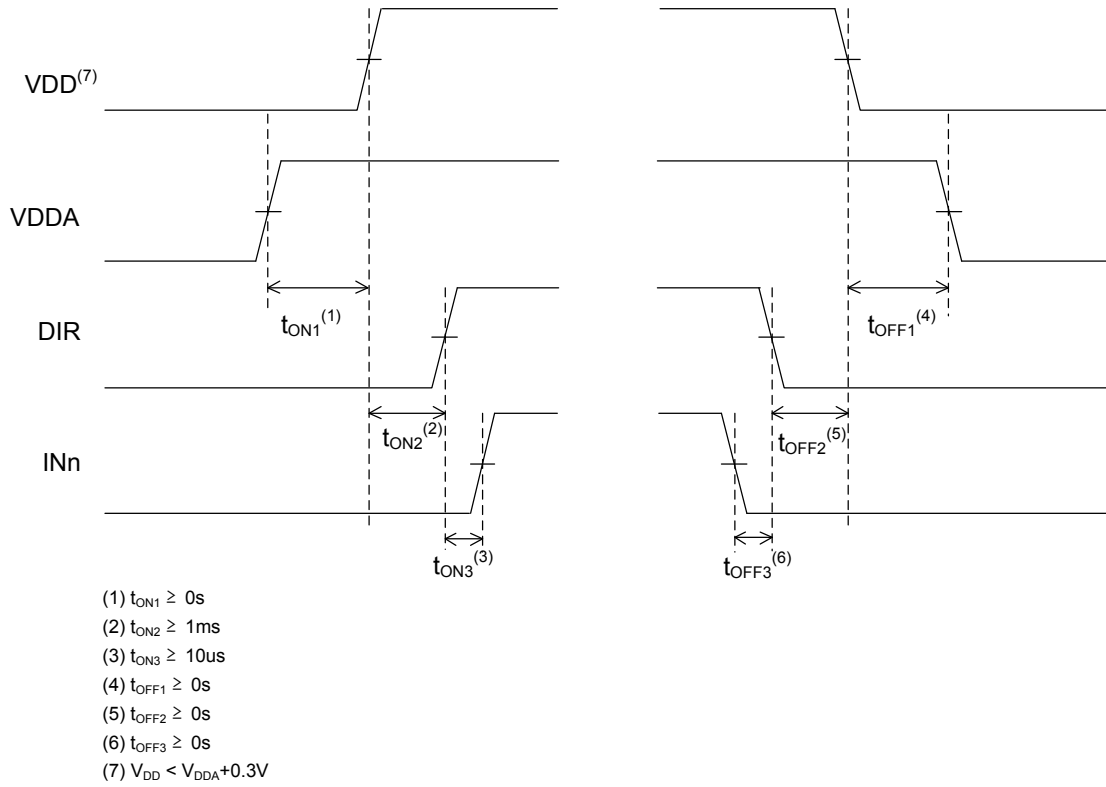 VDD(7)
VDDA
tON1(1)
tOFF1(4)
DIR
tON2(2)
tOFF2(5)
INn
tON3(3)
tOFF3(6)
(1) tON1 ≥ 0s
(2) tON2 ≥ 1ms
(3) tON3 ≥ 10us
(4) tOFF1 ≥ 0s
(5) tOFF2 ≥ 0s
(6) tOFF3 ≥ 0s
(7) VDD < VDDA+0.3V